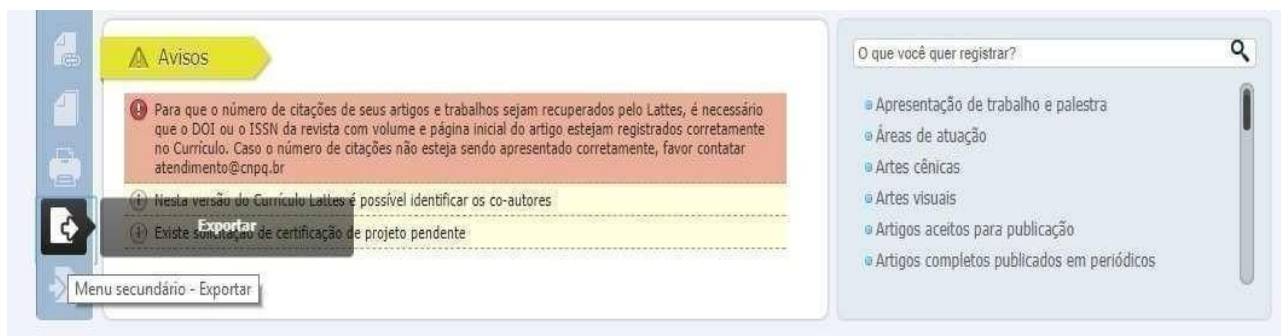 Avisos
Para que o número de citações de seus artigos e trabalhos sejam recuperados pelo Lattes, é necessário
que o DOI ou o ISSN da revista com volume e página inicial do artigo estejam registrados corretamente
no Currículo. Caso o número de citações não esteja sendo apresentado corretamente, favor contatar
atendimento@cnpq.br
Nesta versão do Currículo Lattes é possível identificar os co-autores
Exportar
Existe solicitação de certificação de projeto pendente
Menu secundário - Exportar
O que você quer registrar?
Apresentação de trabalho e palestra
Áreas de atuação
Artes cênicas
Artes visuais
Artigos aceitos para publicação
Artigos completos publicados em periódicos